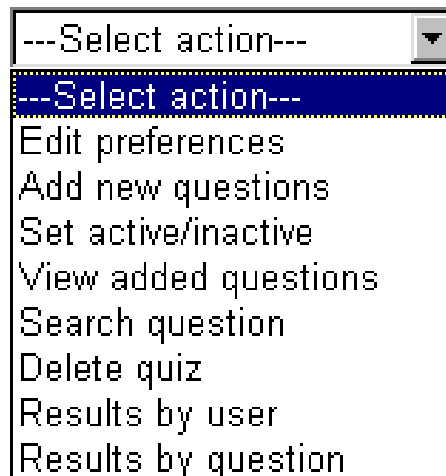 ---Select action---
---Select action---
Edit preferences
Add new questions
Set active/inactive
View added questions
Search question
Delete quiz
Results by user
Results by question